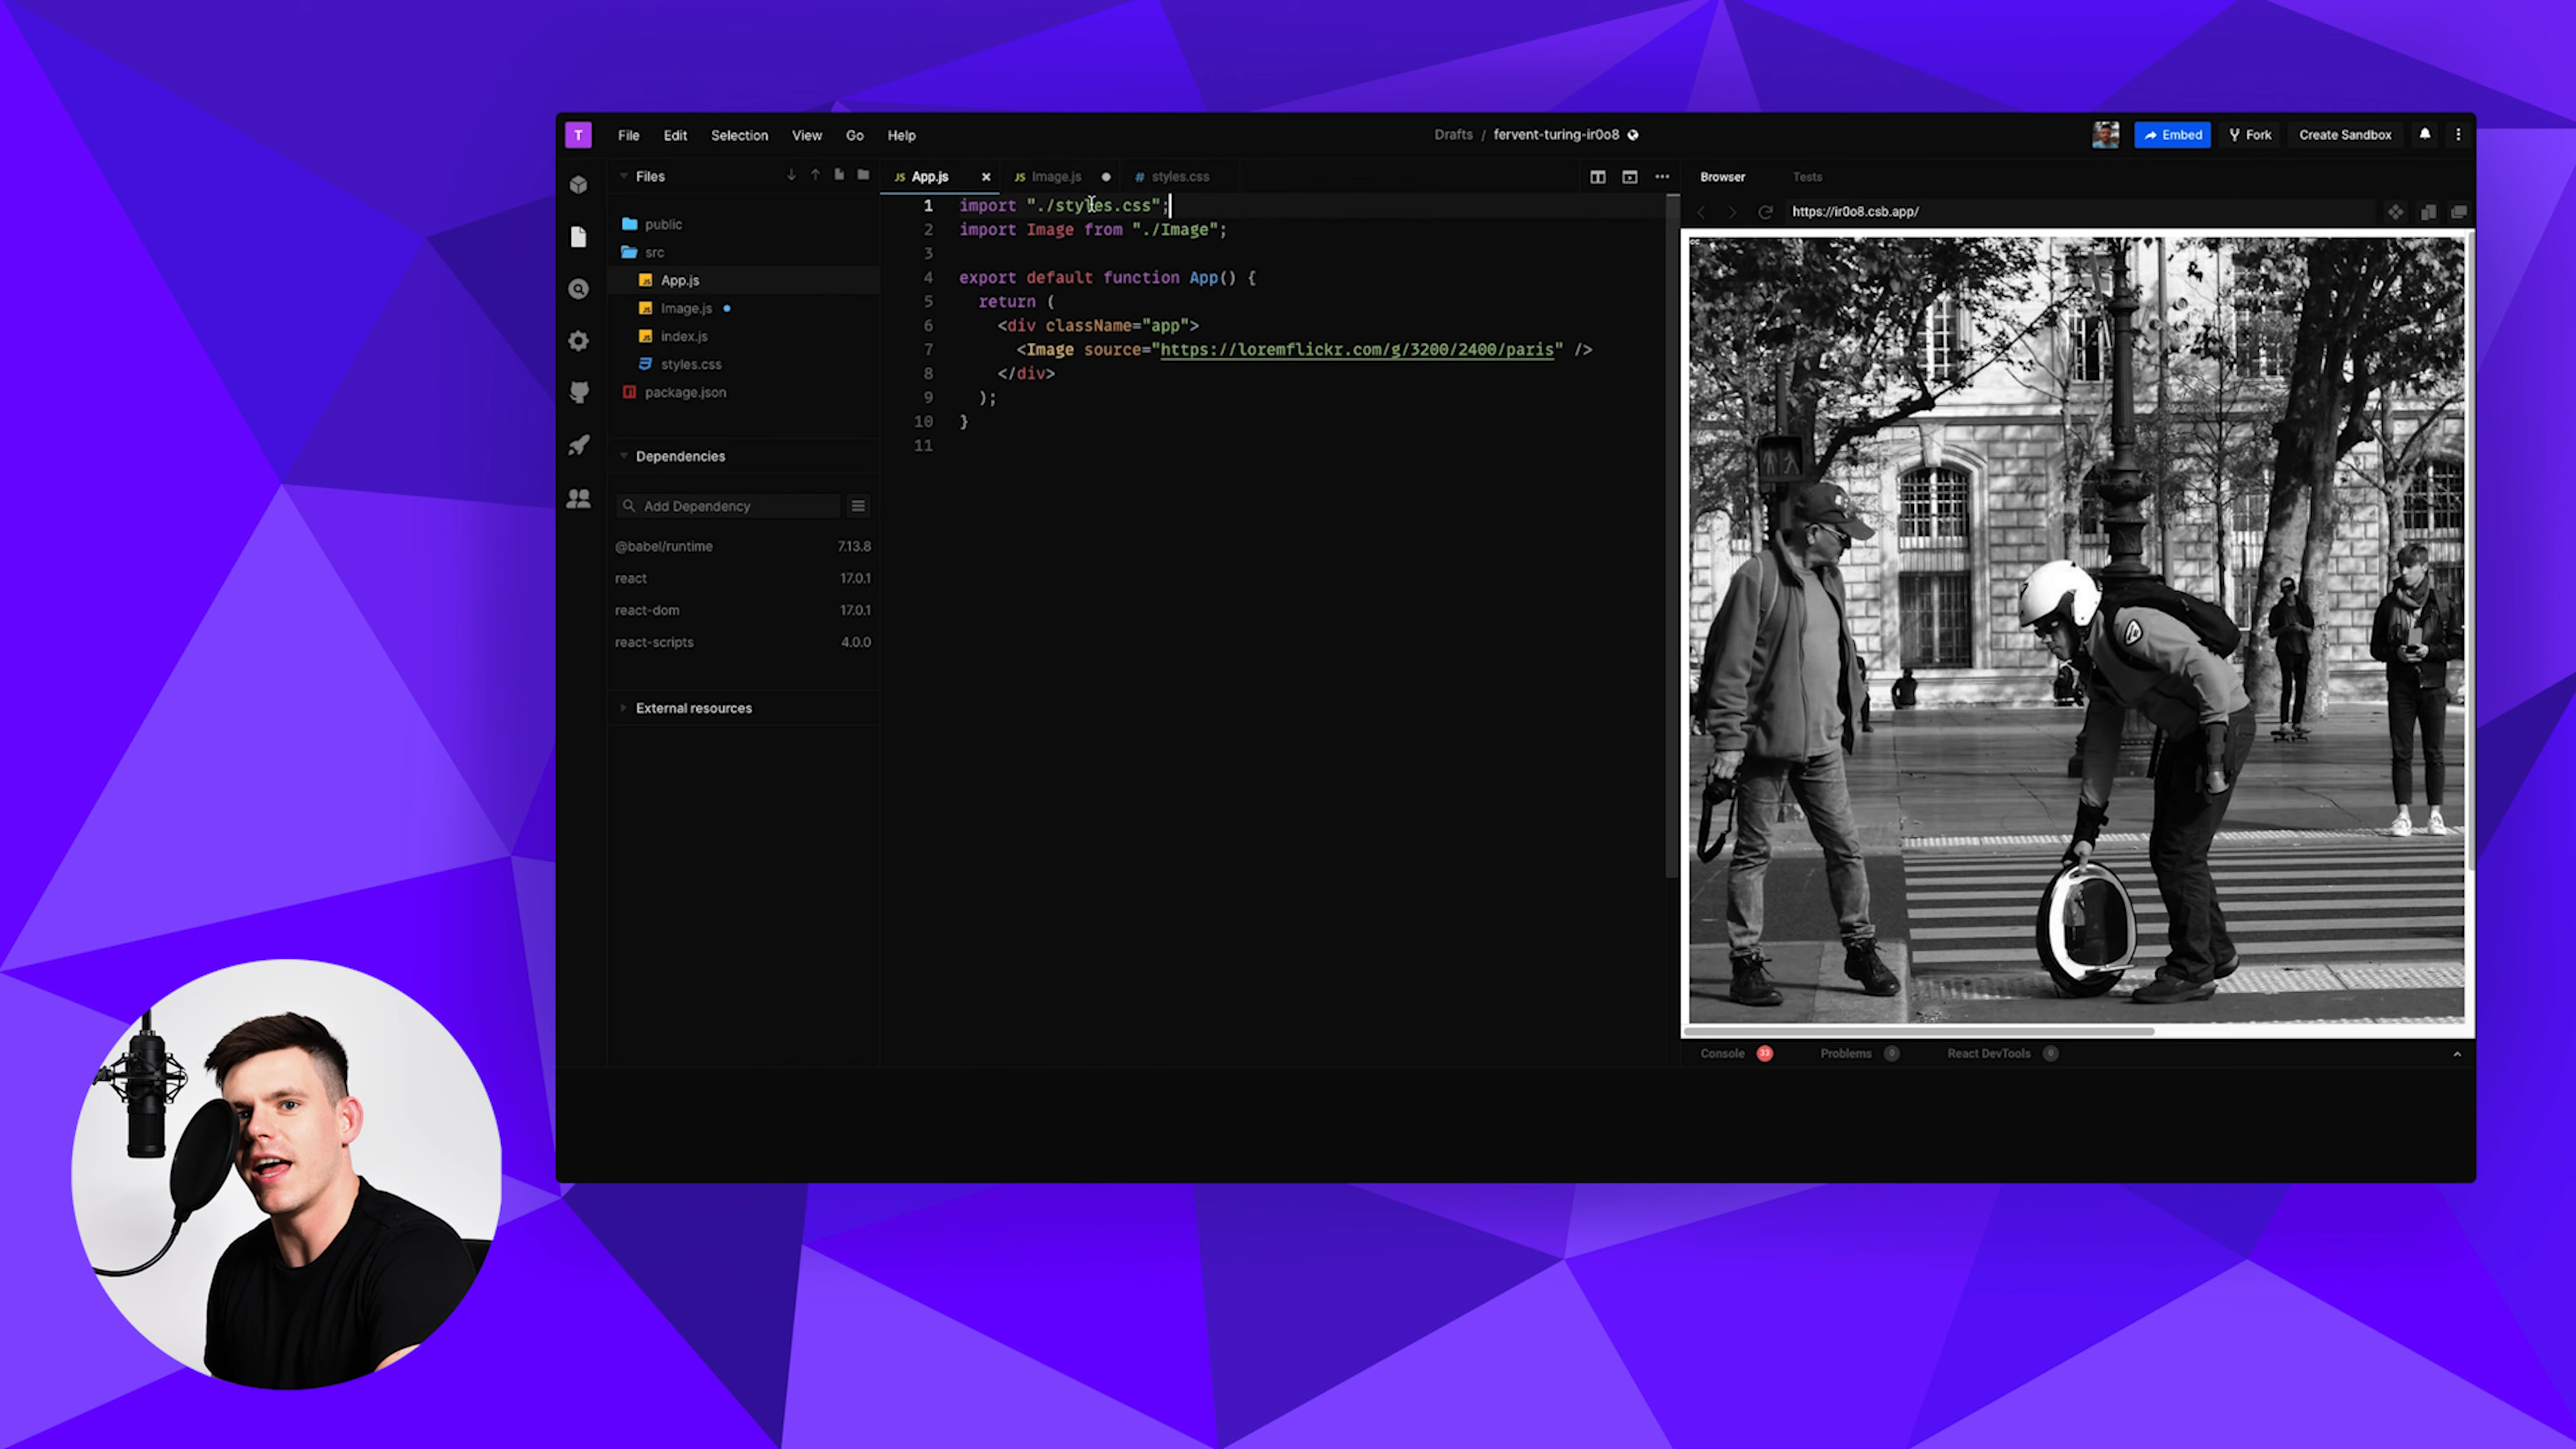 T File Edit Selection View Go Help Drafts / fervent-turing-ir0o8 Embed Fork Create Sandbox
Files
public
src
App.js
Image.js
index.js
styles.css
package.json
Dependencies
Add Dependency
@babel/runtime 7.13.8
react 17.0.1
react-dom 17.0.1
react-scripts 4.0.0
External resources
JS App.js JS Image.js # styles.css
1 import "./styles.css";
2 import Image from "./Image";
3
4 export default function App() {
5 return (
6 <div className="app">
7 <Image source="https://loremflickr.com/g/3200/2400/paris" />
8 </div>
9 );
10 }
11
Browser Tests
https://ir0o8.csb.app/
Console 33 Problems 0 React DevTools 0